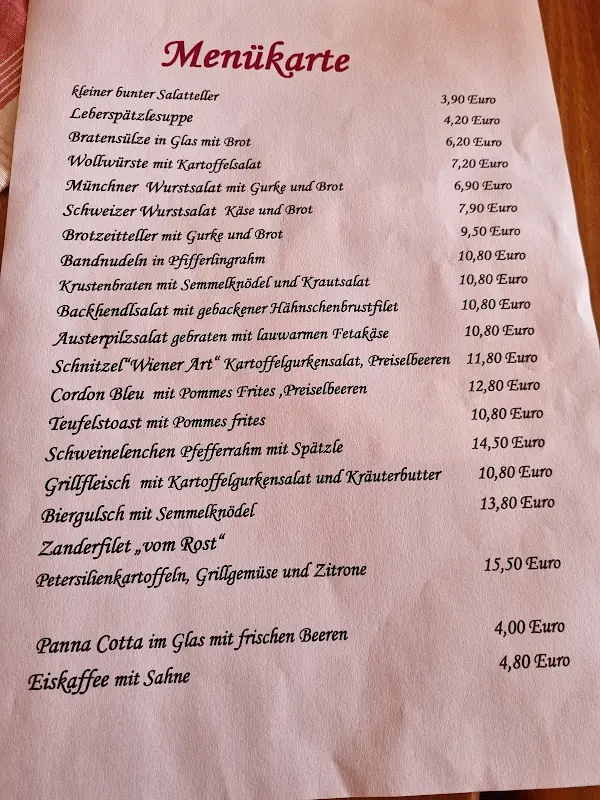 Menükarte
kleiner bunter Salatteller 3,90 Euro
Leberspätzlesuppe 4,20 Euro
Bratensülze in Glas mit Brot 6,20 Euro
Wollwürste mit Kartoffelsalat 7,20 Euro
Münchner Wurstsalat mit Gurke und Brot 6,90 Euro
Schweizer Wurstsalat Käse und Brot 7,90 Euro
Brotzeitteller mit Gurke und Brot 9,50 Euro
Bandnudeln in Pfifferlingrahm 10,80 Euro
Krustenbraten mit Semmelknödel und Krautsalat 10,80 Euro
Backhendlsalat mit gebackener Hähnschenbrustfilet 10,80 Euro
Austerpilzsalat gebraten mit lauwarmen Fetakäse 10,80 Euro
Schnitzel"Wiener Art" Kartoffelgurkensalat, Preiselbeeren 11,80 Euro
Cordon Bleu mit Pommes Frites ,Preiselbeeren 12,80 Euro
Teufelstoast mit Pommes frites 10,80 Euro
Schweinelenchen Pfefferrahm mit Spätzle 14,50 Euro
Grillfleisch mit Kartoffelgurkensalat und Kräuterbutter 10,80 Euro
Biergulsch mit Semmelknödel 13,80 Euro
Zanderfilet „vom Rost"
Petersilienkartoffeln, Grillgemüse und Zitrone 15,50 Euro
Panna Cotta im Glas mit frischen Beeren 4,00 Euro
Eiskaffee mit Sahne 4,80 Euro